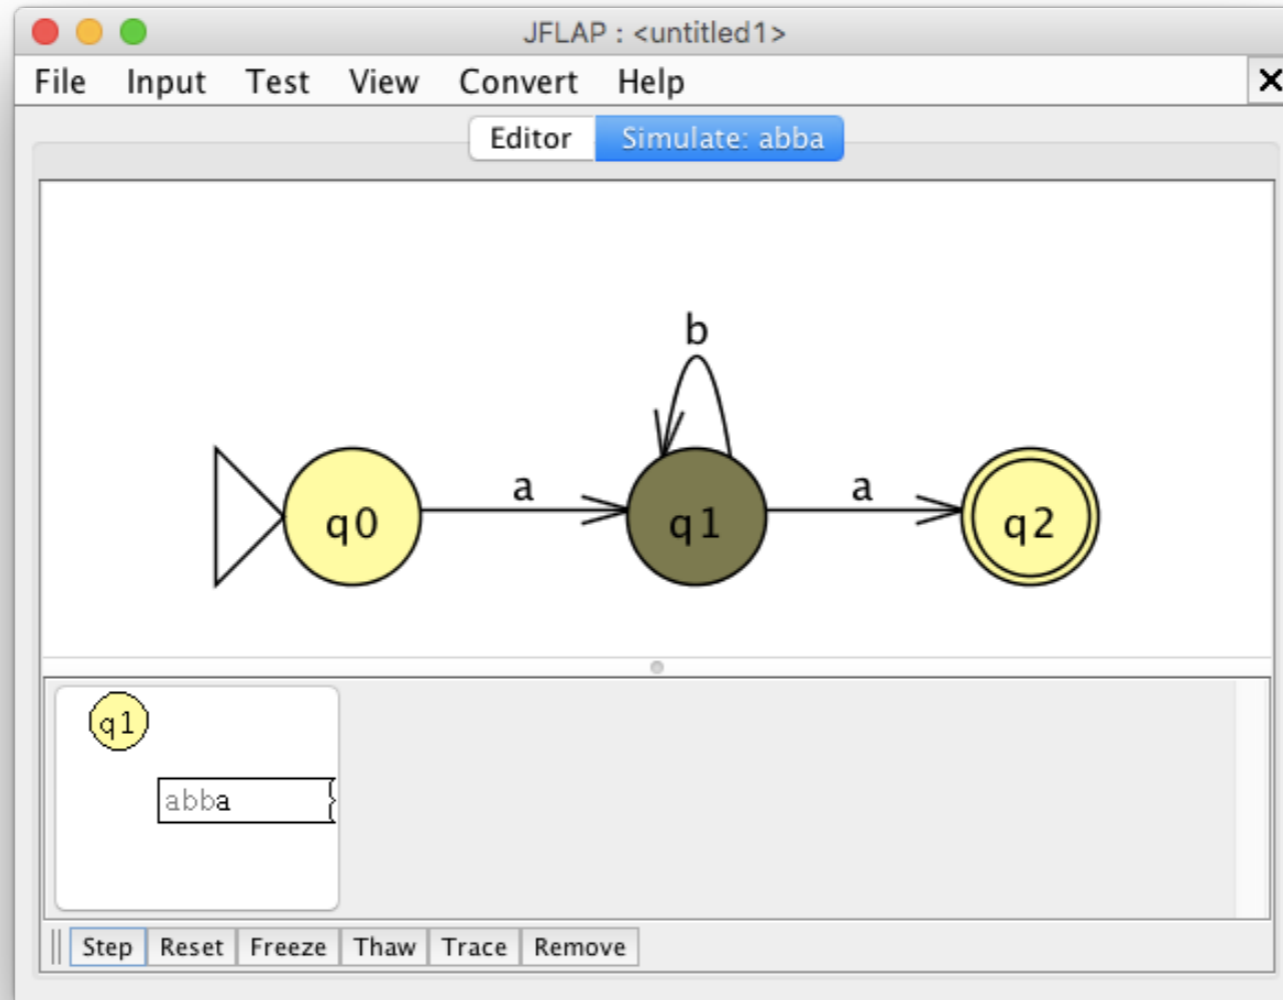 JFLAP : <untitled1>
File Input Test View Convert Help
Editor Simulate: abba
b
a a
q0 q1 q2
q1
abba
Step Reset Freeze Thaw Trace Remove